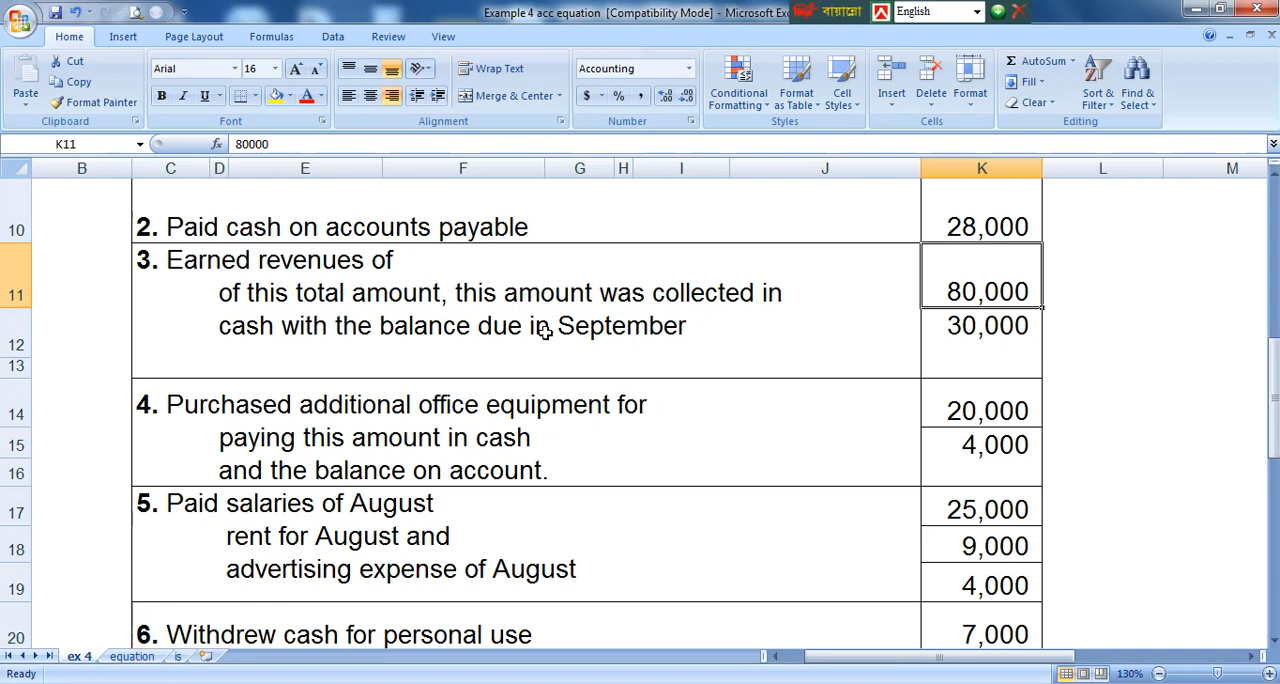 Example 4 acc equation [Compatibility Mode] - Microsoft Ex
বায়ান্নো
English
Home Insert Page Layout Formulas Data Review View
Paste
Cut
Copy
Format Painter
Clipboard
Arial 16
B I U
Font
Wrap Text
Merge & Center
Alignment
Accounting
$ % ,
Number
Conditional Formatting
Format as Table
Cell Styles
Styles
Insert Delete Format
Cells
AutoSum
Fill
Clear
Sort & Filter
Find & Select
Editing
K11 fx 80000
B C D E F G H I J K L M
10 2. Paid cash on accounts payable 28,000
3. Earned revenues of
11 of this total amount, this amount was collected in 80,000
12 cash with the balance due in September 30,000
13
14 4. Purchased additional office equipment for 20,000
15 paying this amount in cash 4,000
16 and the balance on account.
17 5. Paid salaries of August 25,000
18 rent for August and 9,000
19 advertising expense of August 4,000
20 6. Withdrew cash for personal use 7,000
ex 4 equation is
Ready 130%